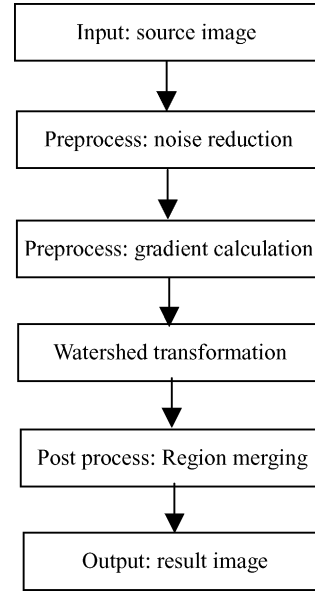 Input: source image
Preprocess: noise reduction
Preprocess: gradient calculation
Watershed transformation
Post process: Region merging
Output: result image